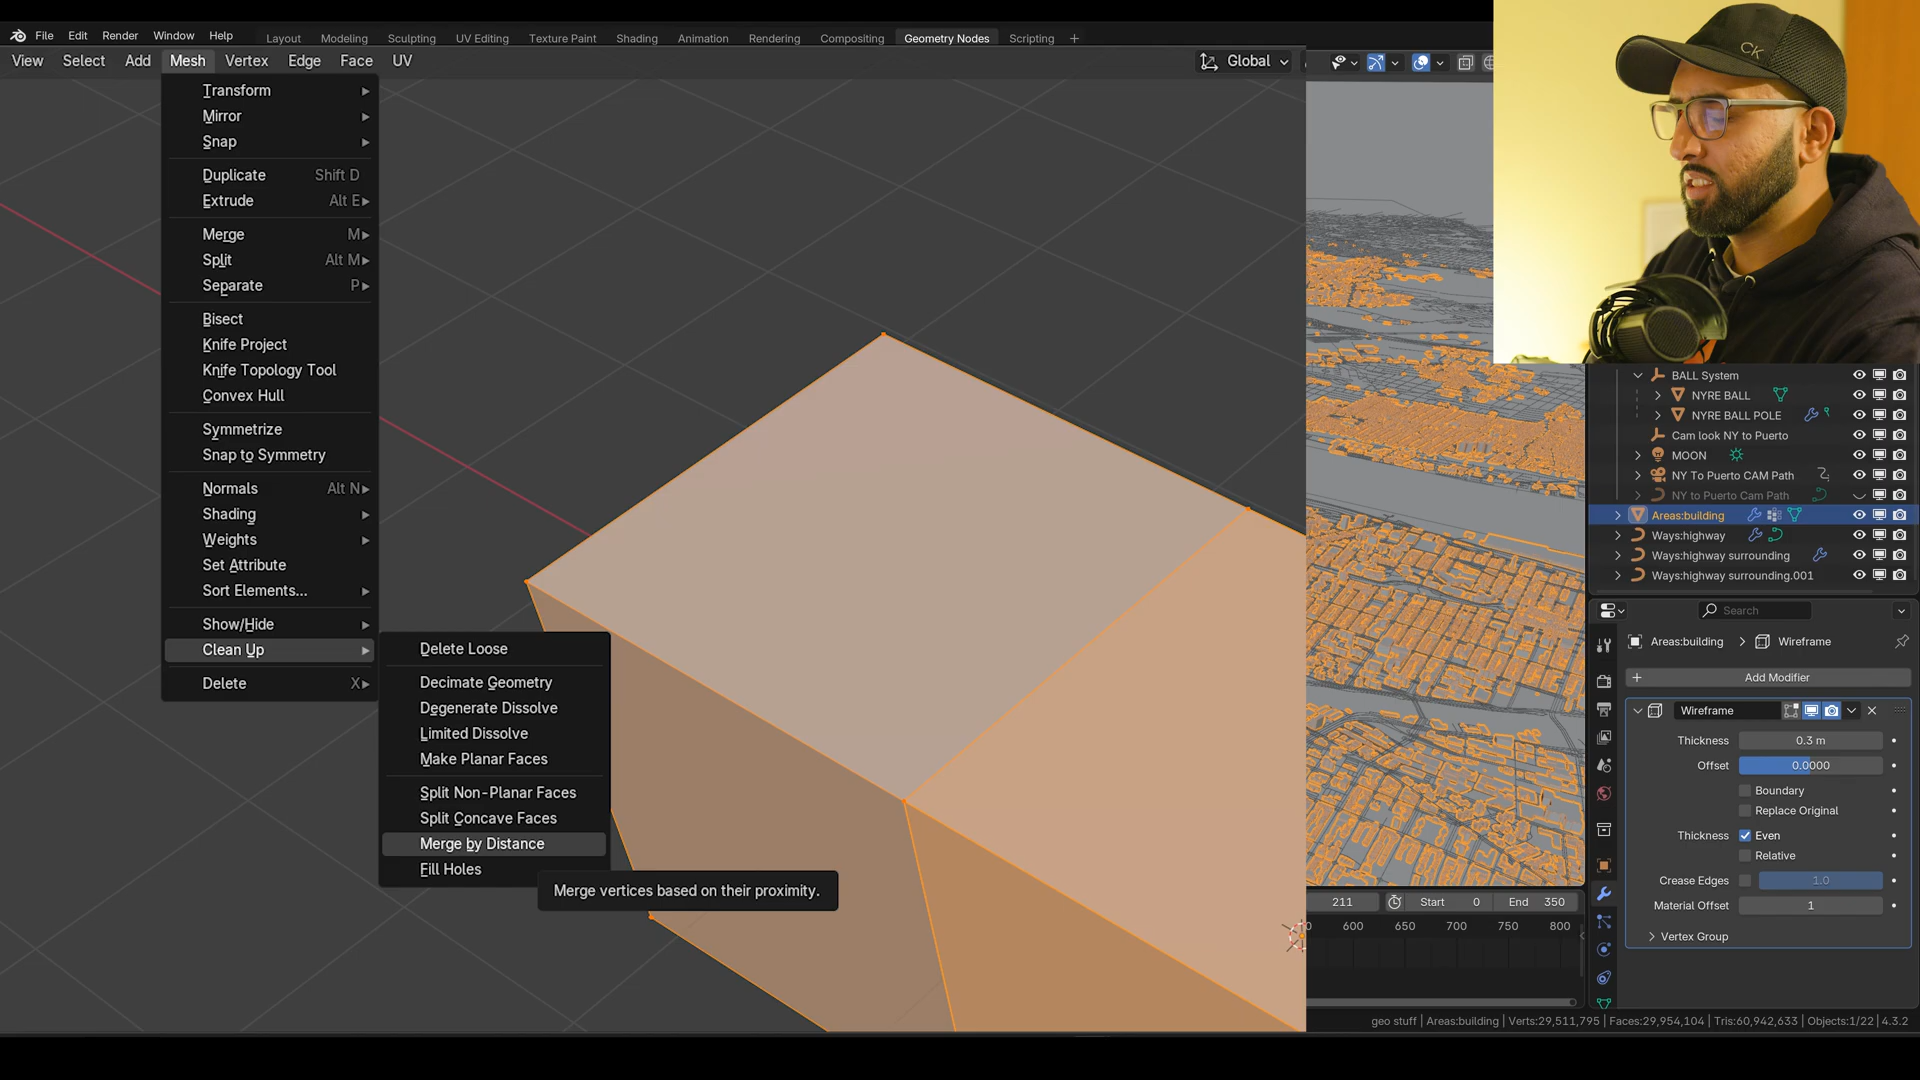 File Edit Render Window Help Layout Modeling Sculpting UV Editing Texture Paint Shading Animation Rendering Compositing Geometry Nodes Scripting +
View Select Add Mesh Vertex Edge Face UV Global
Transform
Mirror
Snap
Duplicate Shift D
Extrude Alt E
Merge M
Split Alt M
Separate P
Bisect
Knife Project
Knife Topology Tool
Convex Hull
Symmetrize
Snap to Symmetry
Normals Alt N
Shading
Weights
Set Attribute
Sort Elements...
Show/Hide
Clean Up
Delete X
Delete Loose
Decimate Geometry
Degenerate Dissolve
Limited Dissolve
Make Planar Faces
Split Non-Planar Faces
Split Concave Faces
Merge by Distance
Fill Holes
Merge vertices based on their proximity.
CK
BALL System
NYRE BALL
NYRE BALL POLE
Cam look NY to Puerto
MOON
NY To Puerto CAM Path
NY to Puerto Cam Path
Areas:building
Ways:highway
Ways:highway surrounding
Ways:highway surrounding.001
Search
Areas:building Wireframe
+ Add Modifier
Wireframe
Thickness 0.3 m
Offset 0.0000
Boundary
Replace Original
Thickness Even
Relative
Crease Edges 1.0
Material Offset 1
Vertex Group
211 Start 0 End 350
600 650 700 750 800
geo stuff | Areas:building | Verts:29,511,795 | Faces:29,954,104 | Tris:60,942,633 | Objects:1/22 | 4.3.2